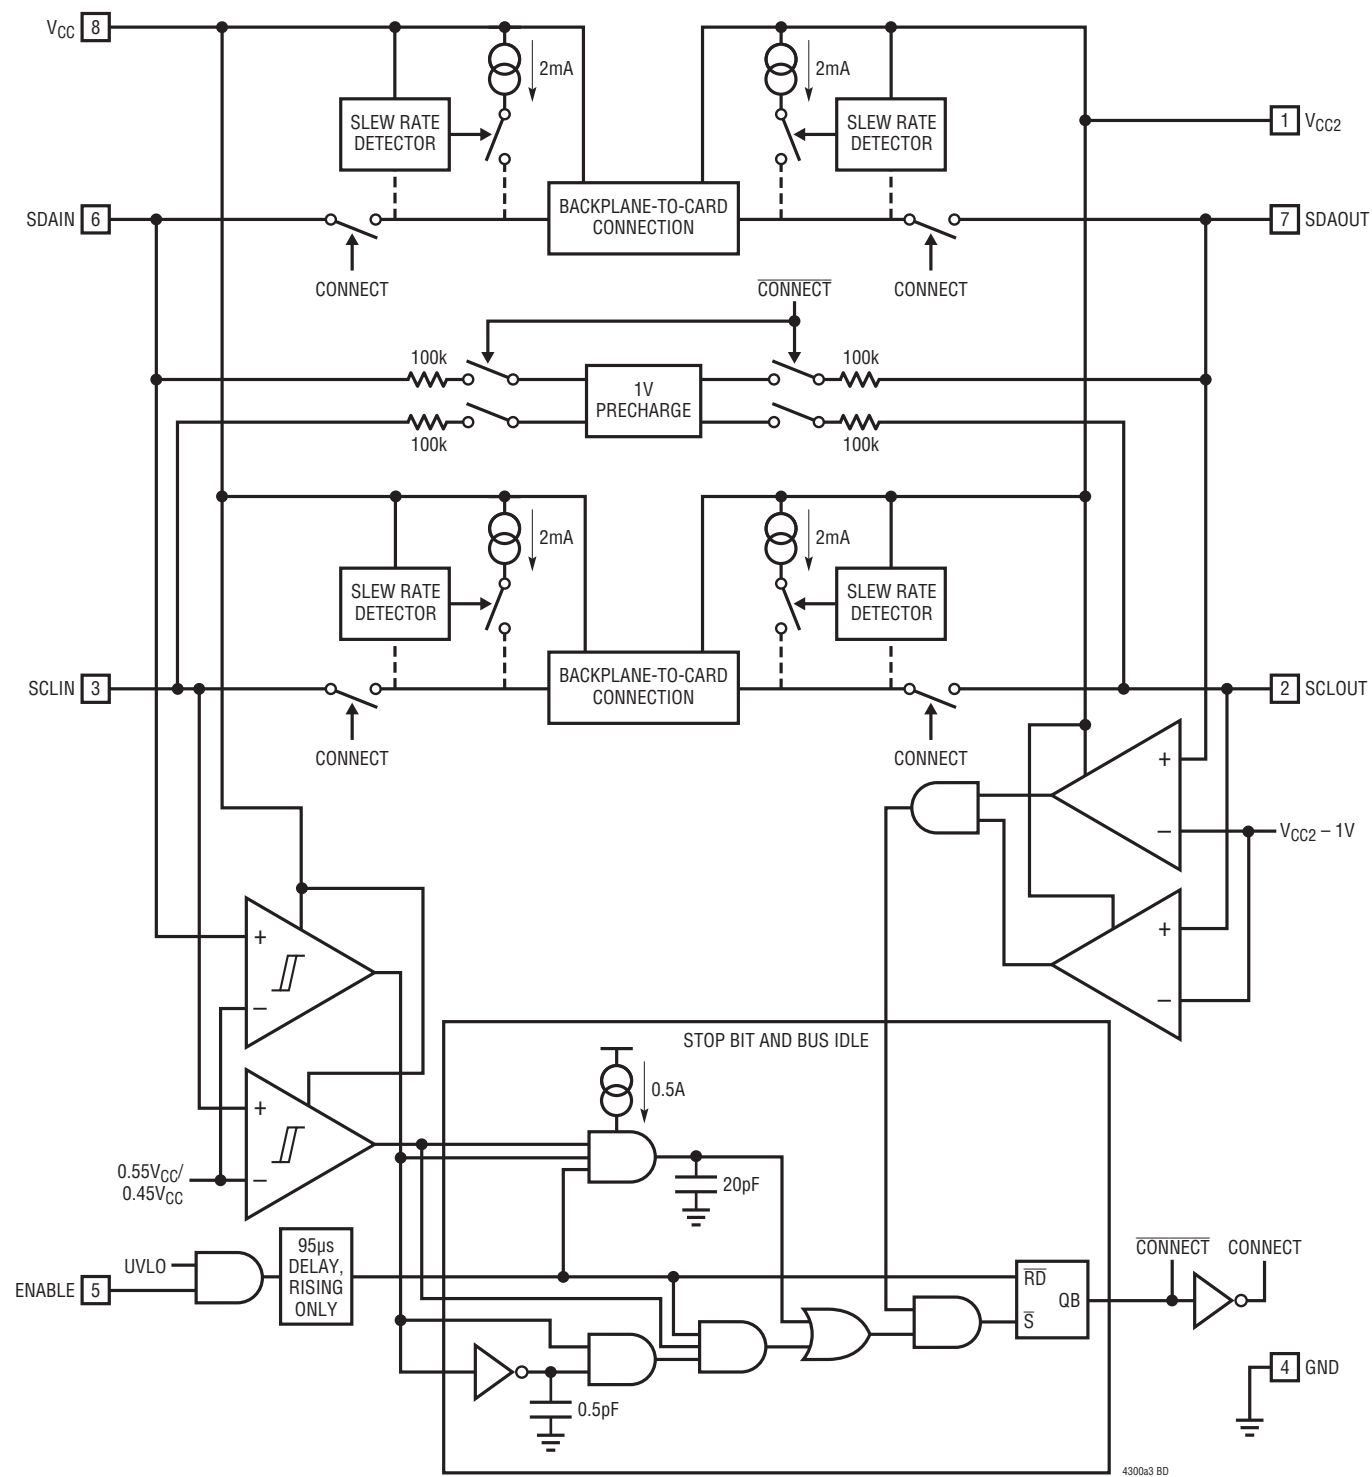 VCC 8
2mA
2mA
SLEW RATE
DETECTOR
SLEW RATE
DETECTOR
1 VCC2
SDAIN 6
BACKPLANE-TO-CARD
CONNECTION
7 SDAOUT
CONNECT
CONNECT
CONNECT
100k
100k
1V
PRECHARGE
100k
100k
2mA
2mA
SLEW RATE
DETECTOR
SLEW RATE
DETECTOR
SCLIN 3
BACKPLANE-TO-CARD
CONNECTION
2 SCLOUT
CONNECT
CONNECT
+
–
VCC2 – 1V
+
–
+
–
STOP BIT AND BUS IDLE
0.5A
+
–
0.55VCC/
0.45VCC
20pF
UVLO
ENABLE 5
95µs
DELAY,
RISING
ONLY
RD
QB
S
CONNECT
CONNECT
4 GND
0.5pF
4300a3 BD